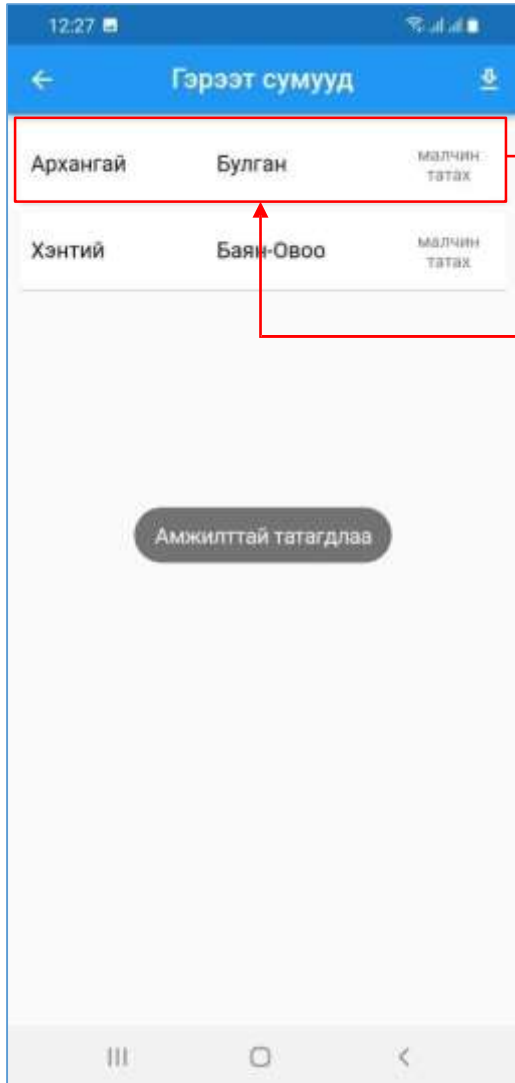 12:27
Гэрээт сумууд
Архангай Булган малчин
татах
Хэнтий Баян-Овоо малчин
татах
Амжилттай татагдлаа